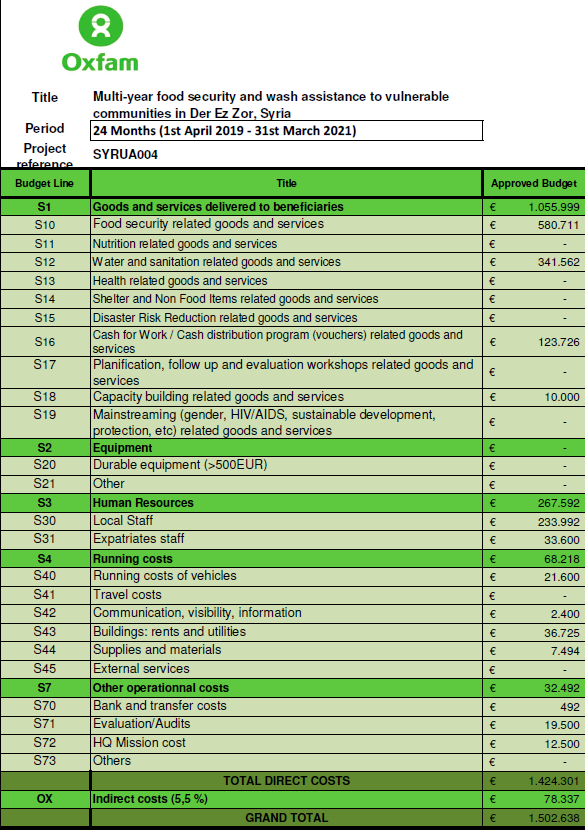 Oxfam
Title Multi-year food security and wash assistance to vulnerable
communities in Der Ez Zor, Syria
Period 24 Months (1st April 2019 - 31st March 2021)
Project
reference SYRUA004
Budget Line Title Approved Budget
S1 Goods and services delivered to beneficiaries € 1.055.999
S10 Food security related goods and services € 580.711
S11 Nutrition related goods and services € -
S12 Water and sanitation related goods and services € 341.562
S13 Health related goods and services € -
S14 Shelter and Non Food Items related goods and services € -
S15 Disaster Risk Reduction related goods and services € -
S16 Cash for Work / Cash distribution program (vouchers) related goods and
services € 123.726
S17 Planification, follow up and evaluation workshops related goods and
services € -
S18 Capacity building related goods and services € 10.000
S19 Mainstreaming (gender, HIV/AIDS, sustainable development,
protection, etc) related goods and services € -
S2 Equipment € -
S20 Durable equipment (>500EUR) € -
S21 Other € -
S3 Human Resources € 267.592
S30 Local Staff € 233.992
S31 Expatriates staff € 33.600
S4 Running costs € 68.218
S40 Running costs of vehicles € 21.600
S41 Travel costs € -
S42 Communication, visibility, information € 2.400
S43 Buildings: rents and utilities € 36.725
S44 Supplies and materials € 7.494
S45 External services € -
S7 Other operationnal costs € 32.492
S70 Bank and transfer costs € 492
S71 Evaluation/Audits € 19.500
S72 HQ Mission cost € 12.500
S73 Others € -
TOTAL DIRECT COSTS € 1.424.301
OX Indirect costs (5,5 %) € 78.337
GRAND TOTAL € 1.502.638